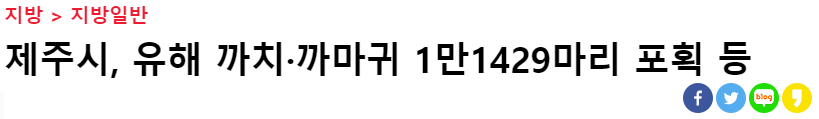 지방 > 지방일반
제주시, 유해 까치·까마귀 1만1429마리 포획 등
blog